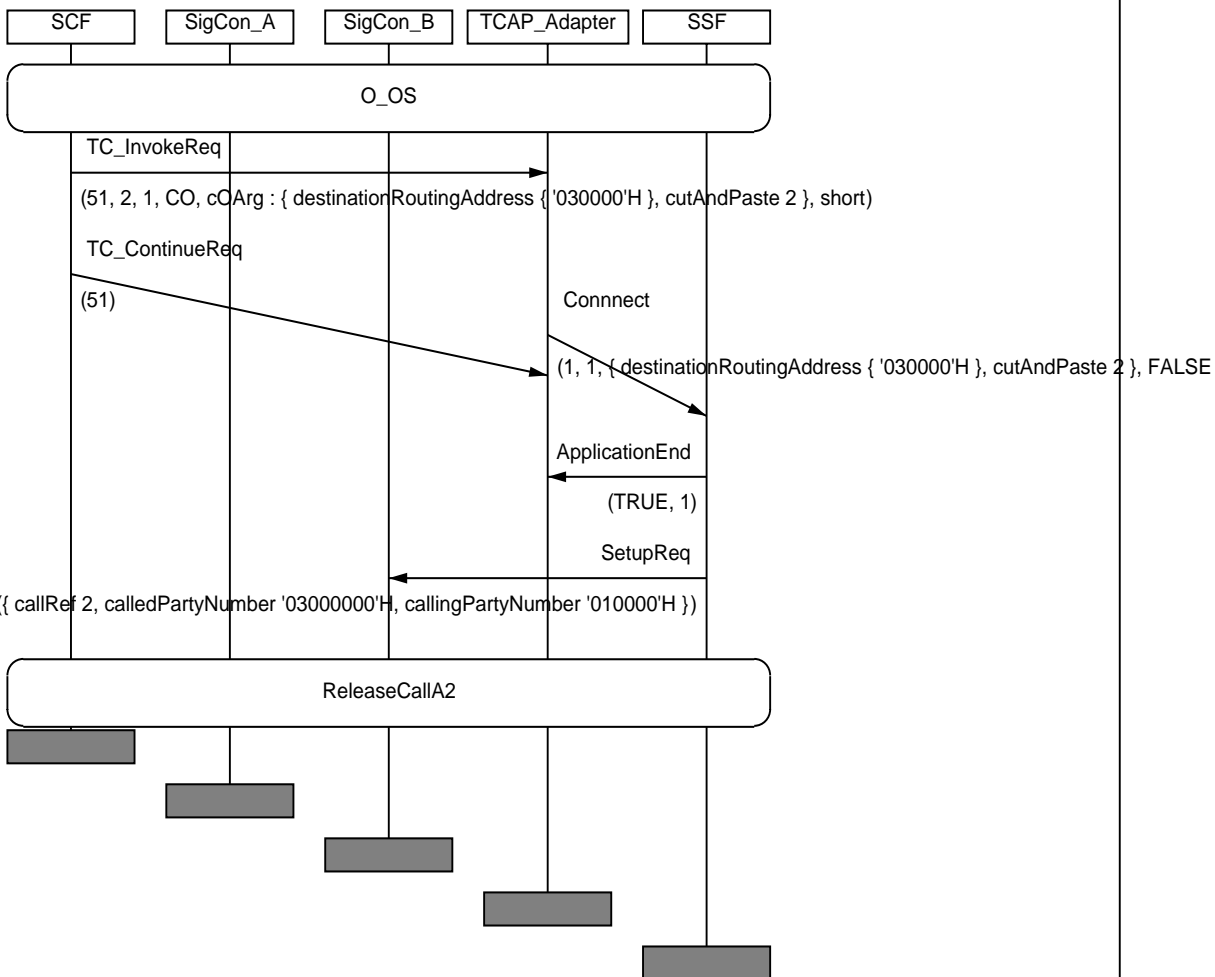 SCF SigCon_A SigCon_B TCAP_Adapter SSF
O_OS
TC_InvokeReq
(51, 2, 1, CO, cOArg : { destinationRoutingAddress { '030000'H }, cutAndPaste 2 }, short)
TC_ContinueReq
(51)
Connnect
(1, 1, { destinationRoutingAddress { '030000'H }, cutAndPaste 2 }, FALSE
ApplicationEnd
(TRUE, 1)
SetupReq
({ callRef 2, calledPartyNumber '03000000'H, callingPartyNumber '010000'H })
ReleaseCallA2